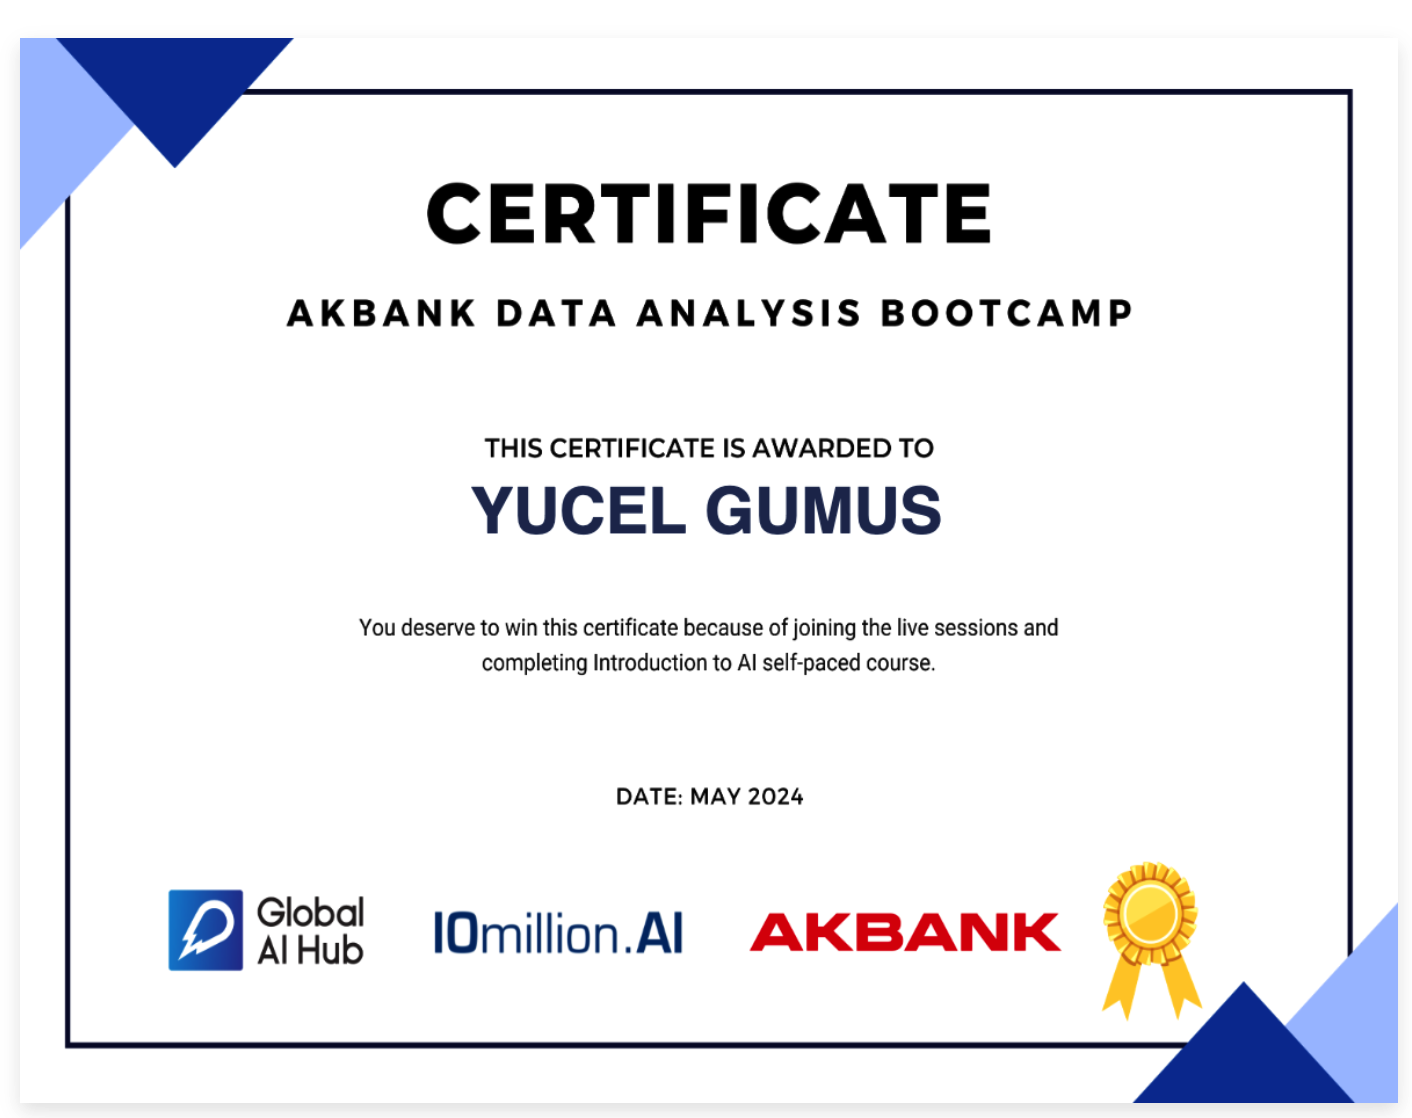 CERTIFICATE
AKBANK DATA ANALYSIS BOOTCAMP
THIS CERTIFICATE IS AWARDED TO
YUCEL GUMUS
You deserve to win this certificate because of joining the live sessions and
completing Introduction to AI self-paced course.
DATE: MAY 2024
Global
AI Hub
10million.AI
AKBANK